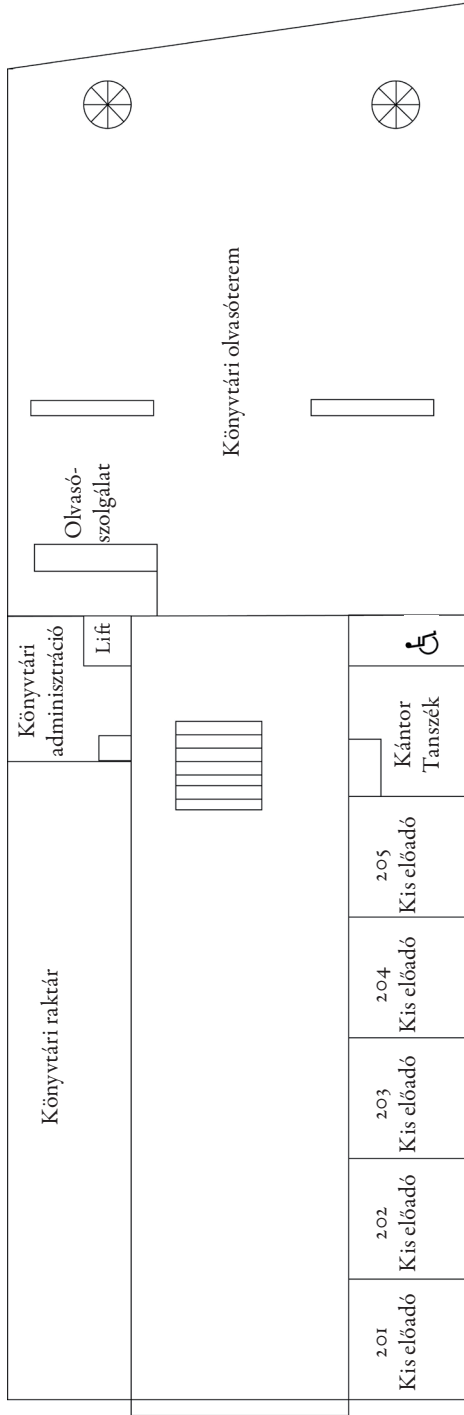 Könyvtári olvasóterem
Olvasó-
szolgálat
Könyvtári
adminisztráció
Lift
Könyvtári raktár
Kántor
Tanszék
205
Kis előadó
204
Kis előadó
203
Kis előadó
202
Kis előadó
201
Kis előadó